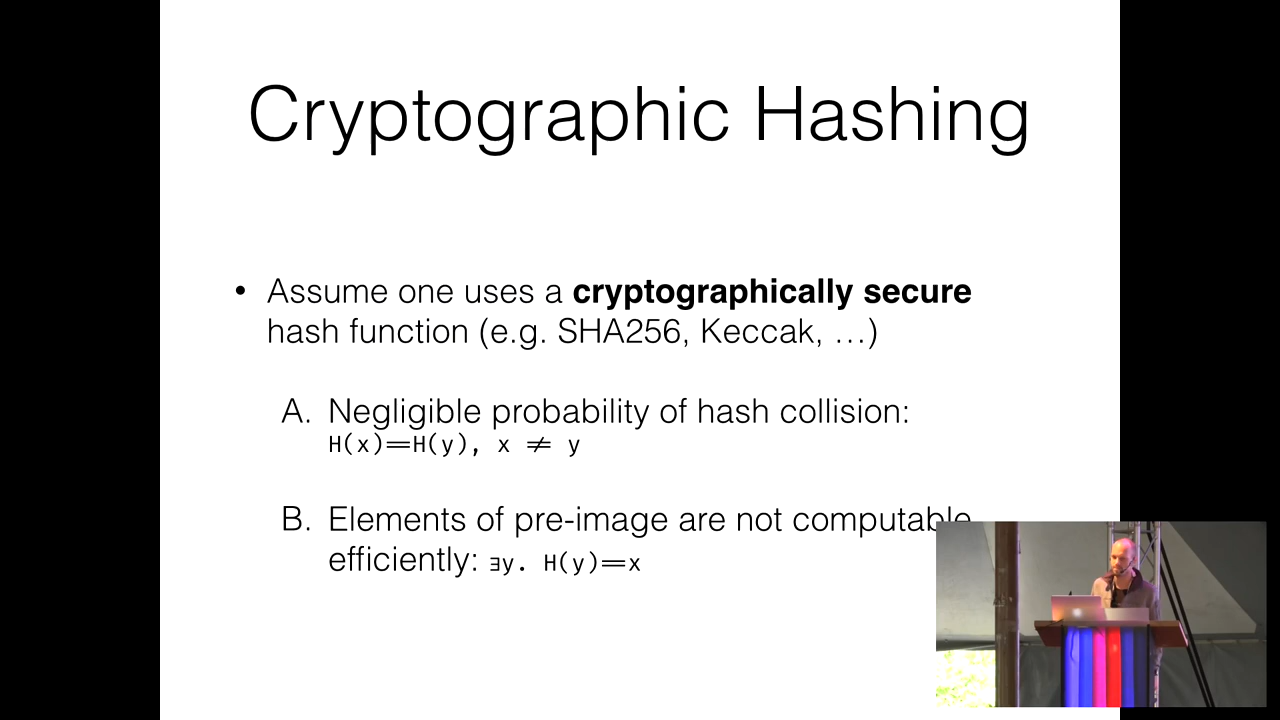 Cryptographic Hashing
• Assume one uses a cryptographically secure
hash function (e.g. SHA256, Keccak, …)
A. Negligible probability of hash collision:
H(x)==H(y), x ≠ y
B. Elements of pre-image are not computable
efficiently: ∃y. H(y)==x